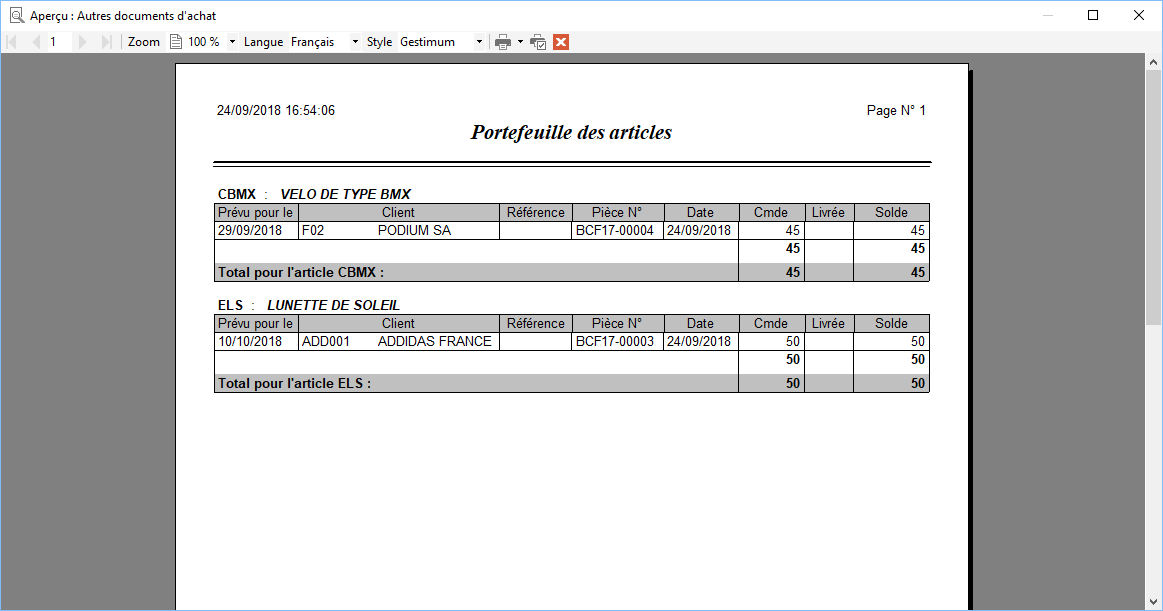 Aperçu : Autres documents d'achat
1 Zoom 100 % Langue Français Style Gestimum
24/09/2018 16:54:06 Page N° 1
Portefeuille des articles
CBMX : VELO DE TYPE BMX
Prévu pour le Client Référence Pièce N° Date Cmde Livrée Solde
29/09/2018 F02 PODIUM SA BCF17-00004 24/09/2018 45 45
45 45
Total pour l'article CBMX : 45 45
ELS : LUNETTE DE SOLEIL
Prévu pour le Client Référence Pièce N° Date Cmde Livrée Solde
10/10/2018 ADD001 ADDIDAS FRANCE BCF17-00003 24/09/2018 50 50
50 50
Total pour l'article ELS : 50 50